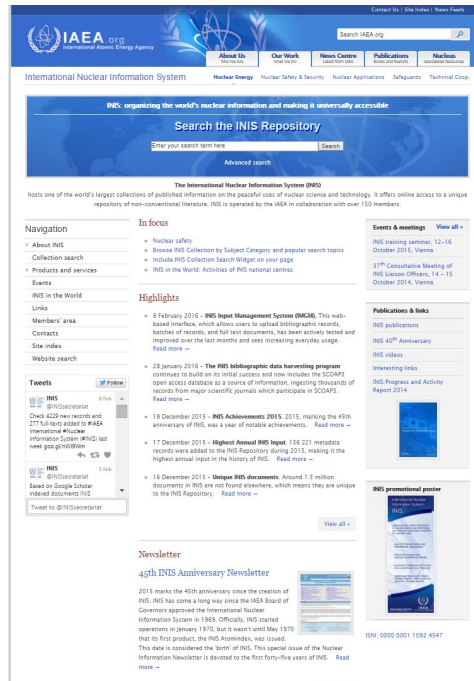 Contact Us | Site Index | News Feeds
IAEA.org
International Atomic Energy Agency
Search IAEA.org
About Us
Who We Are
Our Work
What We Do
News Centre
Latest from IAEA
Publications
Books and Reports
Nucleus
Specialised Resources
International Nuclear Information System
Nuclear Energy Nuclear Safety & Security Nuclear Applications Safeguards Technical Coop.
INIS: organizing the world's nuclear information and making it universally accessible
Search the INIS Repository
Enter your search term here Search
Advanced search
The International Nuclear Information System (INIS)
hosts one of the world's largest collections of published information on the peaceful uses of nuclear science and technology. It offers online access to a unique
repository of non-conventional literature. INIS is operated by the IAEA in collaboration with over 150 members.
Navigation
About INIS
Collection search
Products and services
Events
INIS in the World
Links
Members' area
Contacts
Site index
Website search
Tweets Follow
INIS 8 Feb
@INISsecretariat
Check 4229 new records and
277 full-texts added to #IAEA
International #Nuclear
Information System (#INIS) last
INIS 5 Feb
@INISsecretariat
Based on Google Scholar
indexed documents INIS
Tweet to @INISsecretariat
In focus
Nuclear safety
Browse INIS Collection by Subject Category and popular search topics
Include INIS Collection Search Widget on your page
INIS in the World: Activities of INIS national centres
Highlights
8 February 2016 - INIS Input Management System (IMGM). This web-
based interface, which allows users to upload bibliographic records,
batches of records, and full text documents, has been actively tested and
improved over the last months and sees increasing everyday usage.
Read more →
28 January 2016 - The INIS bibliographic data harvesting program
continues to build on its initial success and now includes the SCOAP3
open access database as a source of information, ingesting thousands of
records from major scientific journals which participate in SCOAP3.
Read more →
18 December 2015 - INIS Achievements 2015. 2015, marking the 45th
anniversary of INIS, was a year of notable achievements. Read more →
17 December 2015 - Highest Annual INIS Input. 136 221 metadata
records were added to the INIS Repository during 2015, making it the
highest annual input in the history of INIS. Read more →
16 December 2015 - Unique INIS documents. Around 1.3 million
documents in INIS are not found elsewhere, which means they are unique
to the INIS Repository. Read more →
View all »
Newsletter
45th INIS Anniversary Newsletter
2015 marks the 45th anniversary since the creation of
INIS. INIS has come a long way since the IAEA Board of
Governors approved the International Nuclear
Information System in 1969. Officially, INIS started
operations in January 1970, but it wasn't until May 1970
that its first product, the INIS Atomindex, was issued.
This date is considered the 'birth' of INIS. This special issue of the Nuclear
Information Newsletter is devoted to the first forty-five years of INIS. Read
more →
Events & meetings View all »
INIS training seminar, 12-16
October 2015, Vienna
37th Consultative Meeting of
INIS Liaison Officers, 14 - 15
October 2014, Vienna
Publications & links
INIS publications
INIS 40th Anniversary
INIS videos
Interesting links
INIS Progress and Activity
Report 2014
INIS promotional poster
International Nuclear
Information System
INIS
IAEA
ISNI: 0000 0001 1092 4547